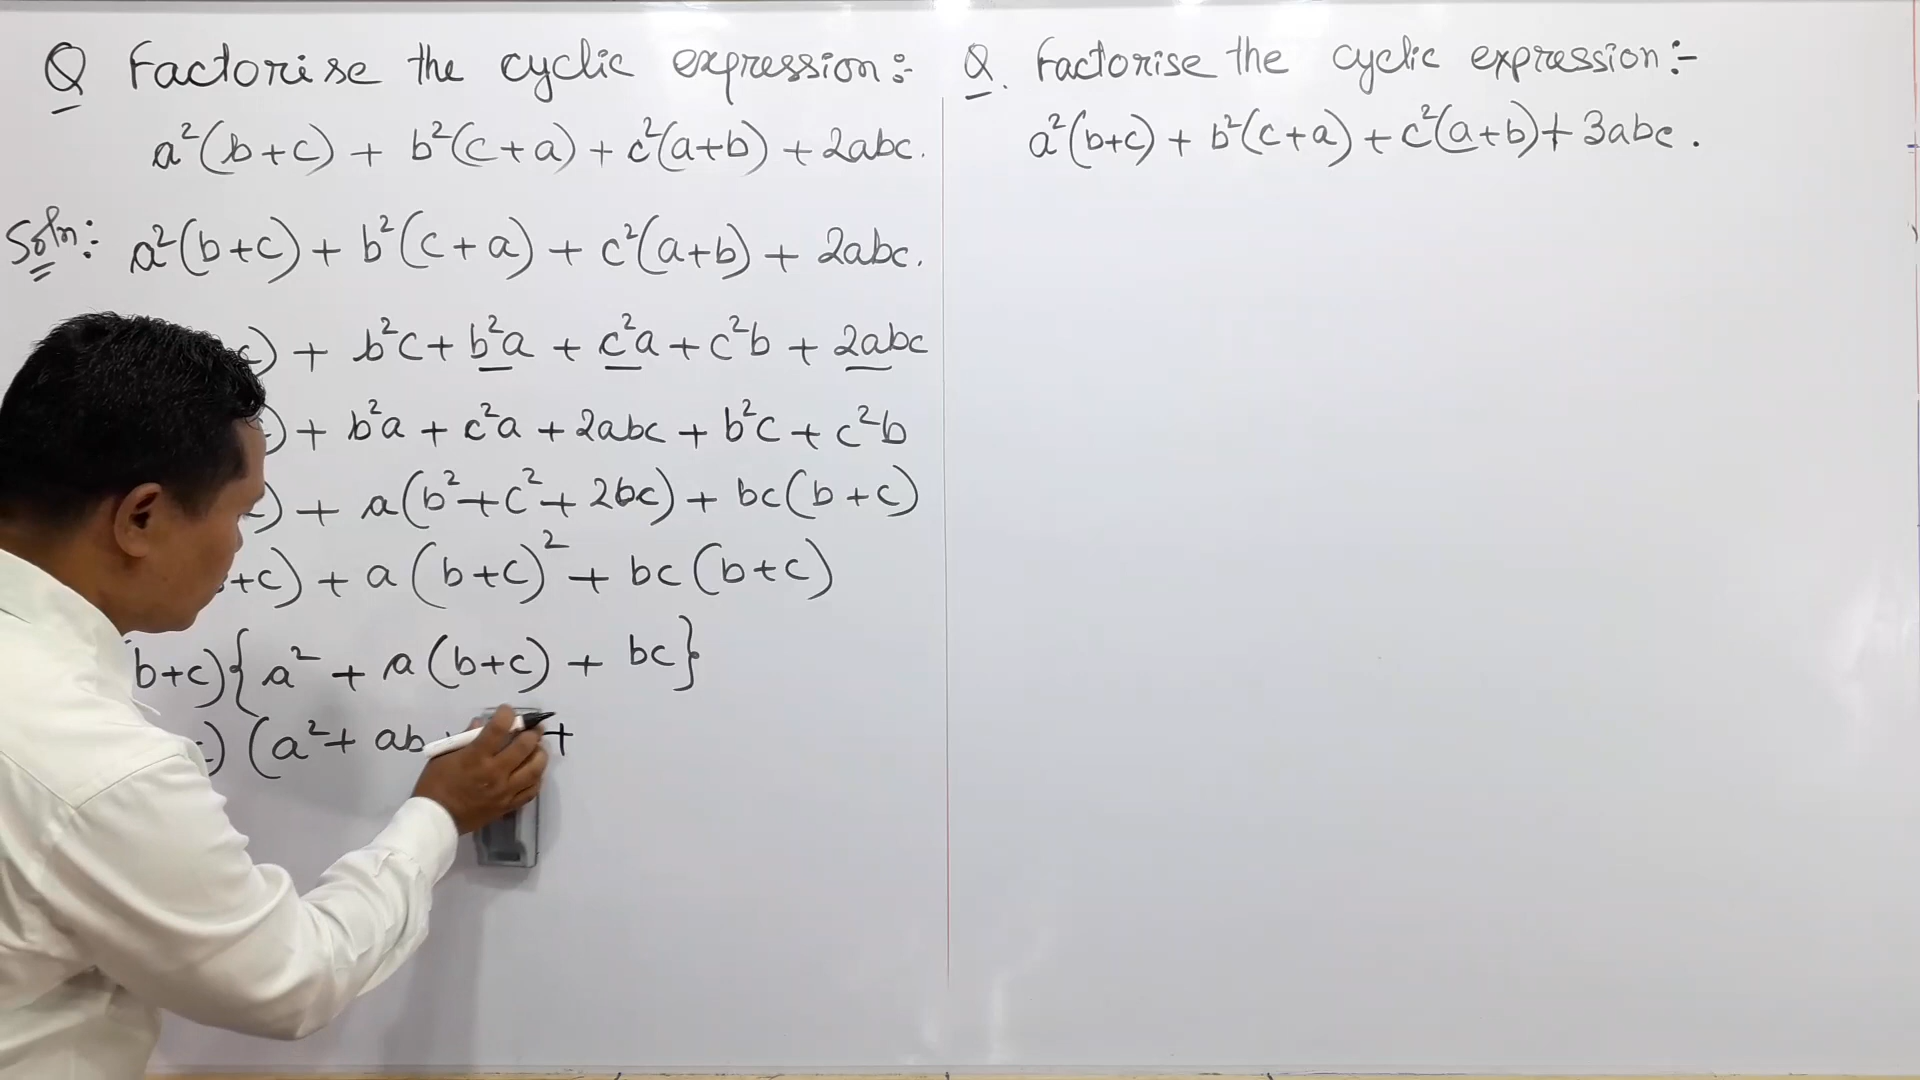 Q Factorise the cyclic expression:-
a²(b+c) + b²(c+a) + c²(a+b) + 2abc.
Soln: a²(b+c) + b²(c+a) + c²(a+b) + 2abc.
c) + b²c + b²a + c²a + c²b + 2abc
) + b²a + c²a + 2abc + b²c + c²b
) + a(b²+c²+ 2bc) + bc(b+c)
+c) + a(b+c)² + bc(b+c)
b+c){a² + a(b+c) + bc}
) (a²+ ab +
Q. Factorise the cyclic expression:-
a²(b+c) + b²(c+a) + c²(a+b) + 3abc.